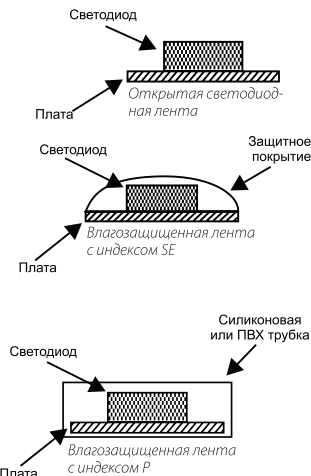 Светодиод
Плата
Открытая светодиод-
ная лента
Светодиод
Защитное
покрытие
Плата
Влагозащищенная лента
с индексом SE
Силиконовая
или ПВХ трубка
Светодиод
Плата
Влагозащищенная лента
с индексом P